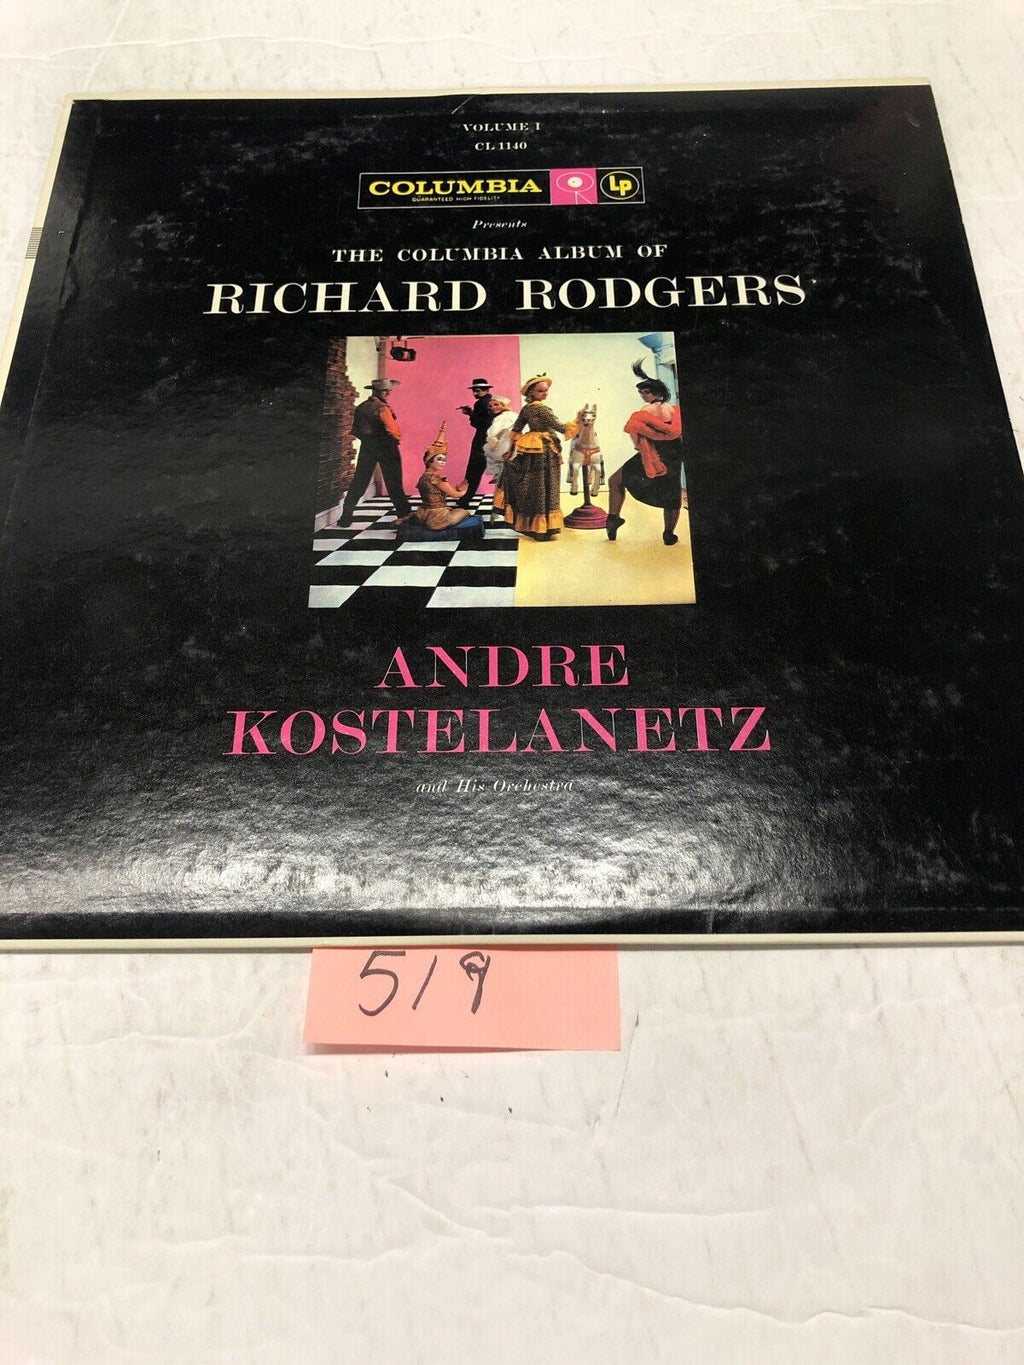 VOLUME I
CL 1140
COLUMBIA Lp
GUARANTEED HIGH FIDELITY
Presents
THE COLUMBIA ALBUM OF
RICHARD RODGERS
ANDRE
KOSTELANETZ
and His Orchestra
519